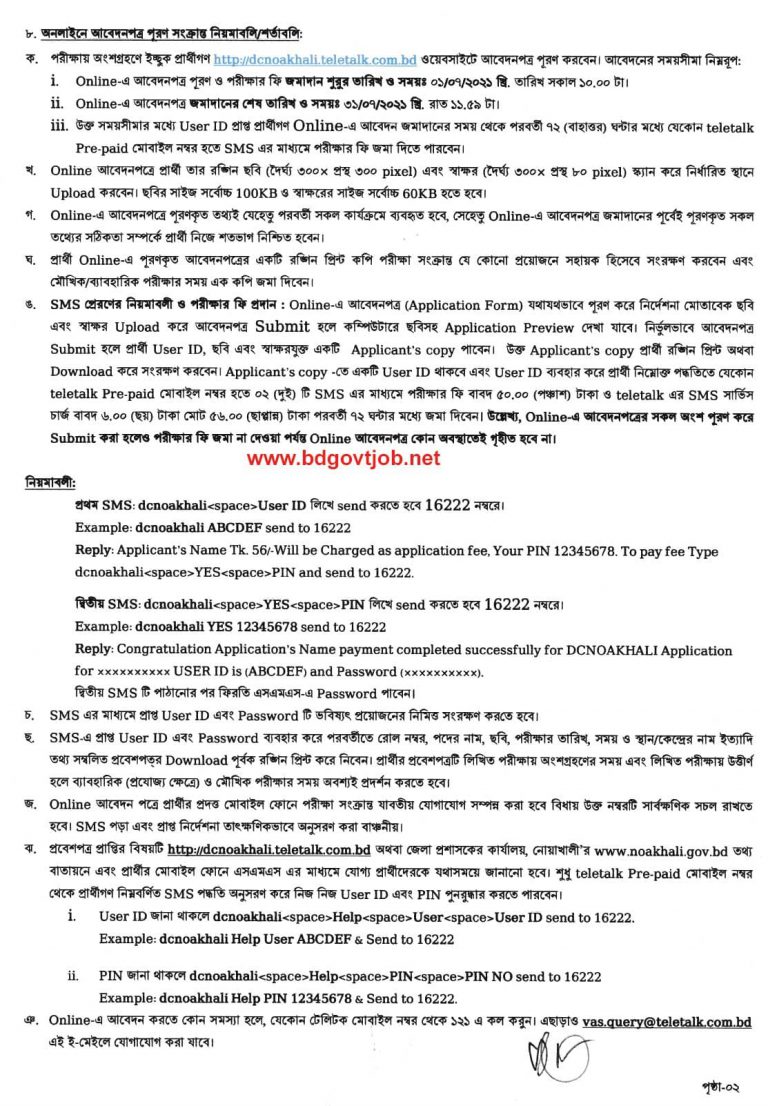 ৮. অনলাইনে আবেদনপত্র পূরণ সংক্রান্ত নিয়মাবলি/শর্তাবলি:
ক. পরীক্ষায় অংশগ্রহণে ইচ্ছুক প্রার্থীগণ http://dcnoakhali.teletalk.com.bd ওয়েবসাইটে আবেদনপত্র পূরণ করবেন। আবেদনের সময়সীমা নিম্নরূপ:
i. Online-এ আবেদনপত্র পূরণ ও পরীক্ষার ফি জমাদান শুরুর তারিখ ও সময়ঃ ০১/০৭/২০২১ খ্রি. তারিখ সকাল ১০.০০ টা।
ii. Online-এ আবেদনপত্র জমাদানের শেষ তারিখ ও সময়ঃ ৩১/০৭/২০২১ খ্রি. রাত ১১.৫৯ টা।
iii. উক্ত সময়সীমার মধ্যে User ID প্রাপ্ত প্রার্থীগণ Online-এ আবেদন জমাদানের সময় থেকে পরবর্তী ৭২ (বাহাত্তর) ঘন্টার মধ্যে যেকোন teletalk
Pre-paid মোবাইল নম্বর হতে SMS এর মাধ্যমে পরীক্ষার ফি জমা দিতে পারবেন।
খ. Online আবেদনপত্রে প্রার্থী তার রঙ্গিন ছবি (দৈর্ঘ্য ৩০০× প্রস্থ ৩০০ pixel) এবং স্বাক্ষর (দৈর্ঘ্য ৩০০× প্রস্থ ৮০ pixel) স্ক্যান করে নির্ধারিত স্থানে
Upload করবেন। ছবির সাইজ সর্বোচ্চ 100KB ও স্বাক্ষরের সাইজ সর্বোচ্চ 60KB হতে হবে।
গ. Online-এ আবেদনপত্রে পূরণকৃত তথ্যই যেহেতু পরবর্তী সকল কার্যক্রমে ব্যবহৃত হবে, সেহেতু Online-এ আবেদনপত্র জমাদানের পূর্বেই পূরণকৃত সকল
তথ্যের সঠিকতা সম্পর্কে প্রার্থী নিজে শতভাগ নিশ্চিত হবেন।
ঘ. প্রার্থী Online-এ পূরণকৃত আবেদনপত্রের একটি রঙ্গিন প্রিন্ট কপি পরীক্ষা সংক্রান্ত যে কোনো প্রয়োজনে সহায়ক হিসেবে সংরক্ষণ করবেন এবং
মৌখিক/ব্যাবহারিক পরীক্ষার সময় এক কপি জমা দিবেন।
ঙ. SMS প্রেরণের নিয়মাবলী ও পরীক্ষার ফি প্রদান : Online-এ আবেদনপত্র (Application Form) যথাযথভাবে পূরণ করে নির্দেশনা মোতাবেক ছবি
এবং স্বাক্ষর Upload করে আবেদনপত্র Submit হলে কম্পিউটারে ছবিসহ Application Preview দেখা যাবে। নির্ভুলভাবে আবেদনপত্র
Submit হলে প্রার্থী User ID, ছবি এবং স্বাক্ষরযুক্ত একটি Applicant's copy পাবেন। উক্ত Applicant's copy প্রার্থী রঙ্গিন প্রিন্ট অথবা
Download করে সংরক্ষণ করবেন। Applicant's copy -তে একটি User ID থাকবে এবং User ID ব্যবহার করে প্রার্থী নিম্নোক্ত পদ্ধতিতে যেকোন
teletalk Pre-paid মোবাইল নম্বর হতে ০২ (দুই) টি SMS এর মাধ্যমে পরীক্ষার ফি বাবদ ৫০.০০ (পঞ্চাশ) টাকা ও teletalk এর SMS সার্ভিস
চার্জ বাবদ ৬.০০ (ছয়) টাকা মোট ৫৬.০০ (ছাপ্পান্ন) টাকা পরবর্তী ৭২ ঘন্টার মধ্যে জমা দিবেন। উল্লেখ্য, Online-এ আবেদনপত্রের সকল অংশ পূরণ করে
Submit করা হলেও পরীক্ষার ফি জমা না দেওয়া পর্যন্ত Online আবেদনপত্র কোন অবস্থাতেই গৃহীত হবে না।
www.bdgovtjob.net
নিয়মাবলী:
প্রথম SMS: dcnoakhali<space>User ID লিখে send করতে হবে 16222 নম্বরে।
Example: dcnoakhali ABCDEF send to 16222
Reply: Applicant's Name Tk. 56/-Will be Charged as application fee, Your PIN 12345678. To pay fee Type
dcnoakhali<space>YES<space>PIN and send to 16222.
দ্বিতীয় SMS: dcnoakhali<space>YES<space>PIN লিখে send করতে হবে 16222 নম্বরে।
Example: dcnoakhali YES 12345678 send to 16222
Reply: Congratulation Application's Name payment completed successfully for DCNOAKHALI Application
for ×××××××××× USER ID is (ABCDEF) and Password (××××××××××).
দ্বিতীয় SMS টি পাঠানোর পর ফিরতি এসএমএস-এ Password পাবেন।
চ. SMS এর মাধ্যমে প্রাপ্ত User ID এবং Password টি ভবিষ্যৎ প্রয়োজনের নিমিত্ত সংরক্ষণ করতে হবে।
ছ. SMS-এ প্রাপ্ত User ID এবং Password ব্যবহার করে পরবর্তীতে রোল নম্বর, পদের নাম, ছবি, পরীক্ষার তারিখ, সময় ও স্থান/কেন্দ্রের নাম ইত্যাদি
তথ্য সম্বলিত প্রবেশপত্র Download পূর্বক রঙ্গিন প্রিন্ট করে নিবেন। প্রার্থীর প্রবেশপত্রটি লিখিত পরীক্ষায় অংশগ্রহণের সময় এবং লিখিত পরীক্ষায় উত্তীর্ণ
হলে ব্যাবহারিক (প্রযোজ্য ক্ষেত্রে) ও মৌখিক পরীক্ষার সময় অবশ্যই প্রদর্শন করতে হবে।
জ. Online আবেদন পত্রে প্রার্থীর প্রদত্ত মোবাইল ফোনে পরীক্ষা সংক্রান্ত যাবতীয় যোগাযোগ সম্পন্ন করা হবে বিধায় উক্ত নম্বরটি সার্বক্ষণিক সচল রাখতে
হবে। SMS পড়া এবং প্রাপ্ত নির্দেশনা তাৎক্ষণিকভাবে অনুসরণ করা বাঞ্চনীয়।
ঝ. প্রবেশপত্র প্রাপ্তির বিষয়টি http://dcnoakhali.teletalk.com.bd অথবা জেলা প্রশাসকের কার্যালয়, নোয়াখালী'র www.noakhali.gov.bd তথ্য
বাতায়নে এবং প্রার্থীর মোবাইল ফোনে এসএমএস এর মাধ্যমে যোগ্য প্রার্থীদেরকে যথাসময়ে জানানো হবে। শুধু teletalk Pre-paid মোবাইল নম্বর
থেকে প্রার্থীগণ নিম্নবর্ণিত SMS পদ্ধতি অনুসরণ করে নিজ নিজ User ID এবং PIN পুনরুদ্ধার করতে পারবেন।
i. User ID জানা থাকলে dcnoakhali<space>Help<space>User<space>User ID send to 16222.
Example: dcnoakhali Help User ABCDEF & Send to 16222
ii. PIN জানা থাকলে dcnoakhali<space>Help<space>PIN<space>PIN NO send to 16222
Example: dcnoakhali Help PIN 12345678 & Send to 16222.
ঞ. Online-এ আবেদন করতে কোন সমস্যা হলে, যেকোন টেলিটক মোবাইল নম্বর থেকে ১২১ এ কল করুন। এছাড়াও vas.query@teletalk.com.bd
এই ই-মেইলে যোগাযোগ করা যাবে।
পৃষ্ঠা-০২